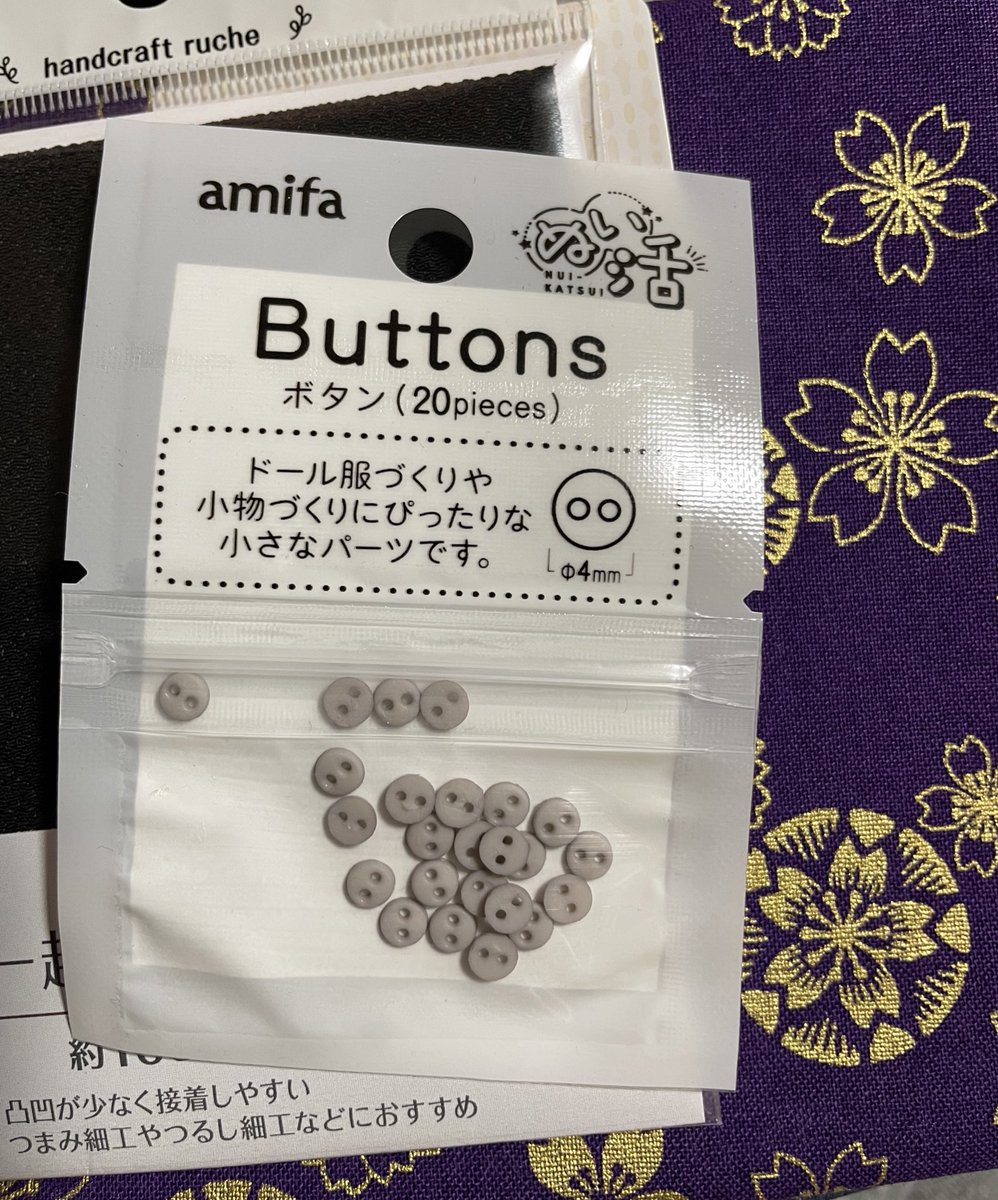 handcraft ruche
amifa
ぬい活
NUI-
KATSUI
Buttons
ボタン(20pieces)
ドール服づくりや
小物づくりにぴったりな
小さなパーツです。
Φ4mm
約
凸凹が少なく接着しやすい
つまみ細工やつるし細工などにおすすめ